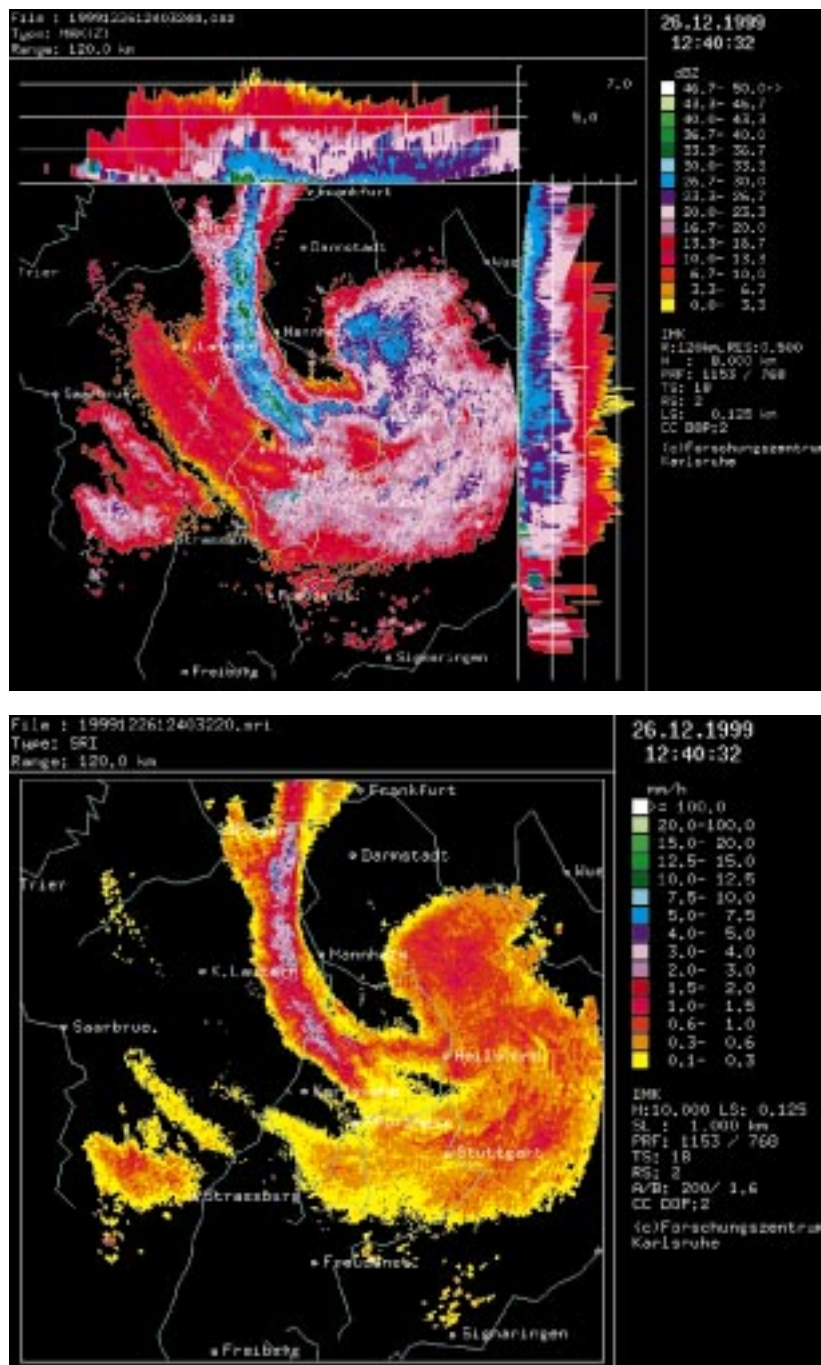 Range: 120.0 km
26.12.1999
12:40:32
dBZ
46.7- 50.0->
43.3- 46.7
40.0- 43.3
36.7- 40.0
33.3- 36.7
30.0- 33.3
26.7- 30.0
23.3- 26.7
20.0- 23.3
16.7- 20.0
13.3- 16.7
10.0- 13.3
6.7- 10.0
3.3- 6.7
0.0- 3.3
7.0
Frankfurt
Darmstadt
Trier
Saarbrue.
Sigmaringen
Freiburg
IMK
R:120km,RES:0.500
PRF: 1153 / 768
TS: 18
RS: 2
LS: 0.125 km
CC DOP:2
(c)Forschungszentrum
Karlsruhe
File : 1999122612403220.sri
Type: SRI
Range: 120.0 km
26.12.1999
12:40:32
mm/h
>= 100.0
20.0-100.0
15.0- 20.0
12.5- 15.0
10.0- 12.5
7.5- 10.0
5.0- 7.5
4.0- 5.0
3.0- 4.0
2.0- 3.0
1.5- 2.0
1.0- 1.5
0.6- 1.0
0.3- 0.6
0.1- 0.3
Frankfurt
Darmstadt
Trier
Wue
Mannheim
K.Lautern
Saarbrue.
Heilbronn
Stuttgart
Strassburg
Freudenst.
Sigmaringen
Freiburg
IMK
H:10.000 LS: 0.125
SL : 1.000 km
PRF: 1153 / 768
TS: 18
RS: 2
A/B: 200/ 1.6
CC DOP:2
(c)Forschungszentrum
Karlsruhe